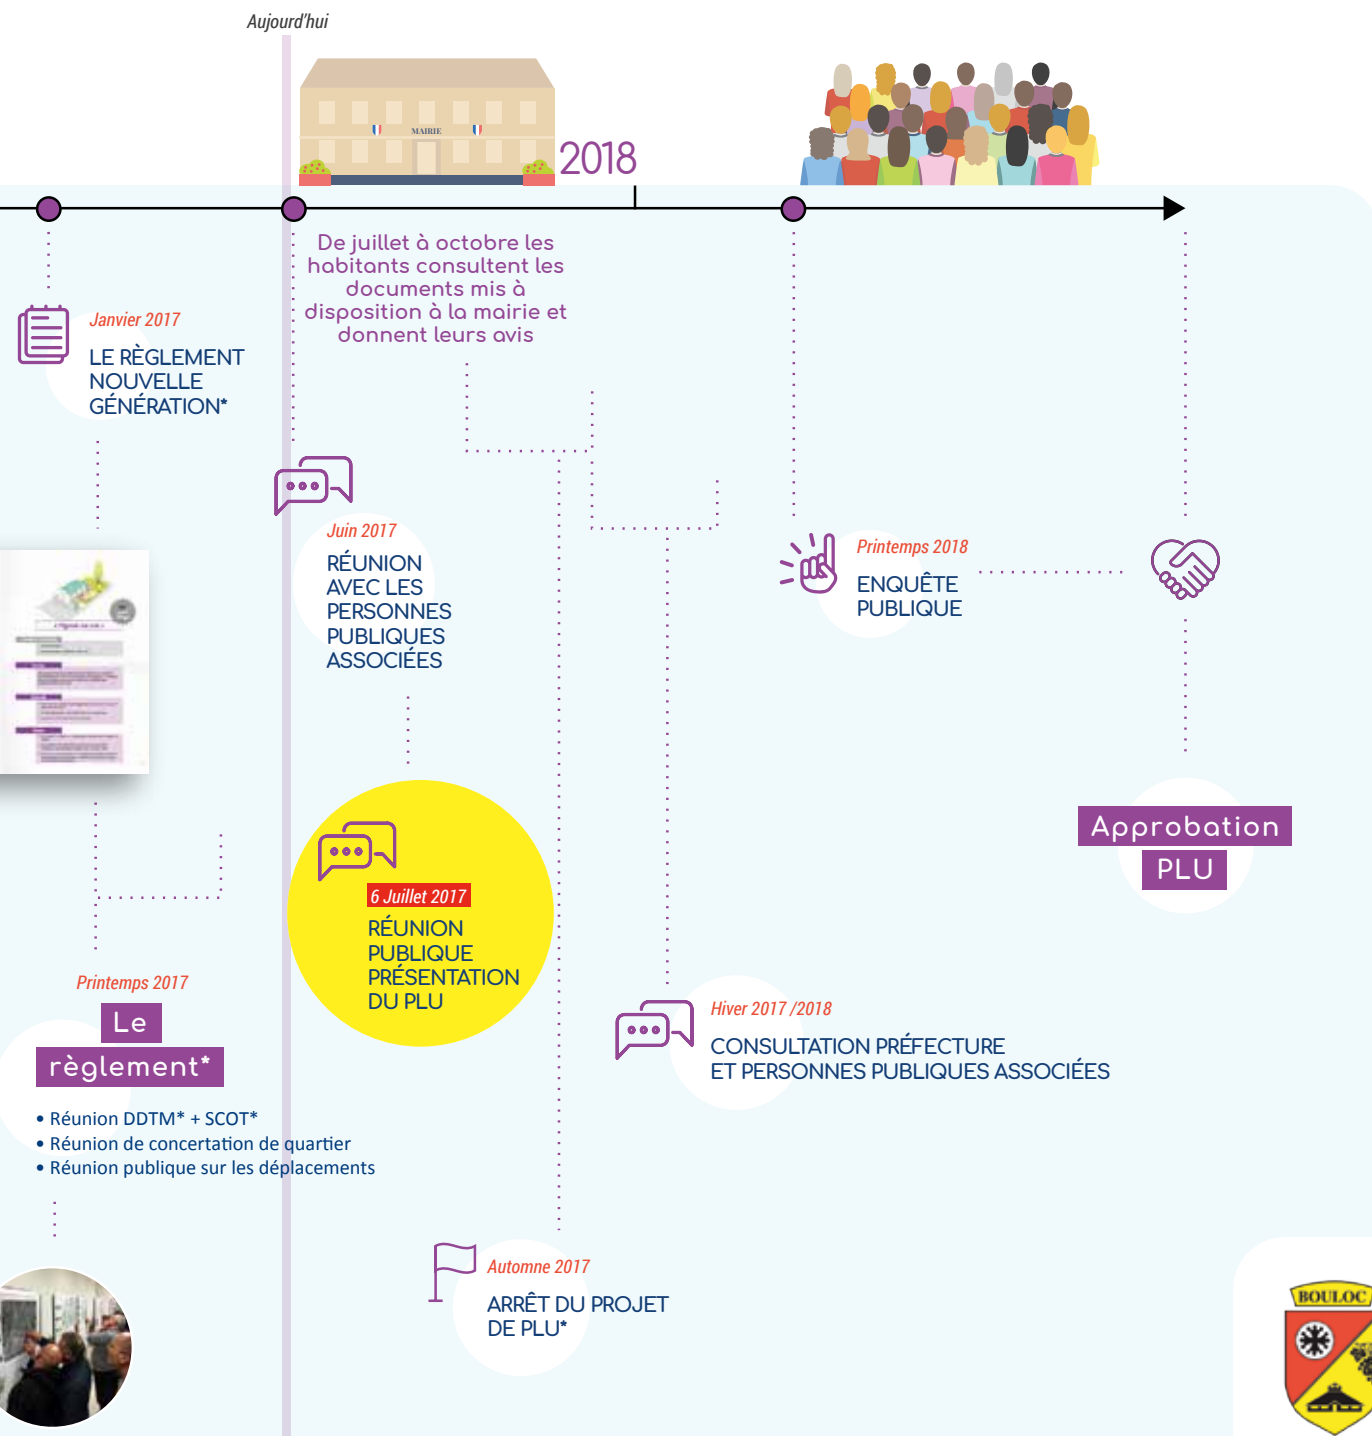 Aujourd'hui
MAIRIE
2018
De juillet à octobre les
habitants consultent les
documents mis à
disposition à la mairie et
donnent leurs avis
Janvier 2017
LE RÈGLEMENT
NOUVELLE
GÉNÉRATION*
Juin 2017
RÉUNION
AVEC LES
PERSONNES
PUBLIQUES
ASSOCIÉES
Printemps 2018
ENQUÊTE
PUBLIQUE
Approbation
PLU
6 Juillet 2017
RÉUNION
PUBLIQUE
PRÉSENTATION
DU PLU
Printemps 2017
Le
règlement*
• Réunion DDTM* + SCOT*
• Réunion de concertation de quartier
• Réunion publique sur les déplacements
Hiver 2017 /2018
CONSULTATION PRÉFECTURE
ET PERSONNES PUBLIQUES ASSOCIÉES
Automne 2017
ARRÊT DU PROJET
DE PLU*
BOULOC